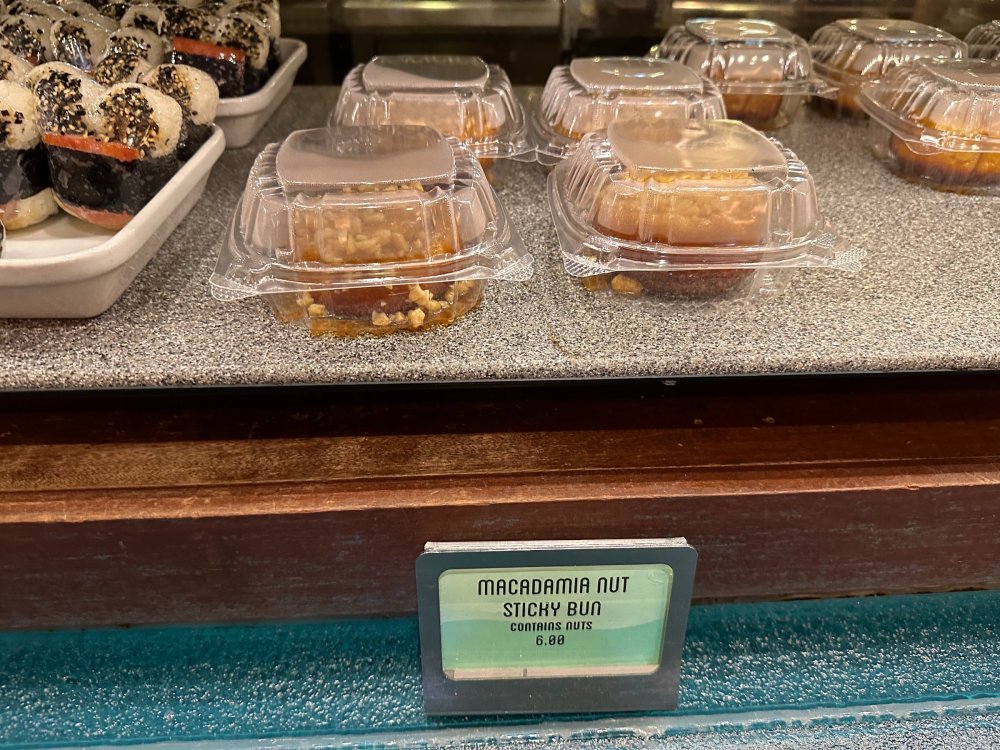 MACADAMIA NUT
STICKY BUN
CONTAINS NUTS
6.00